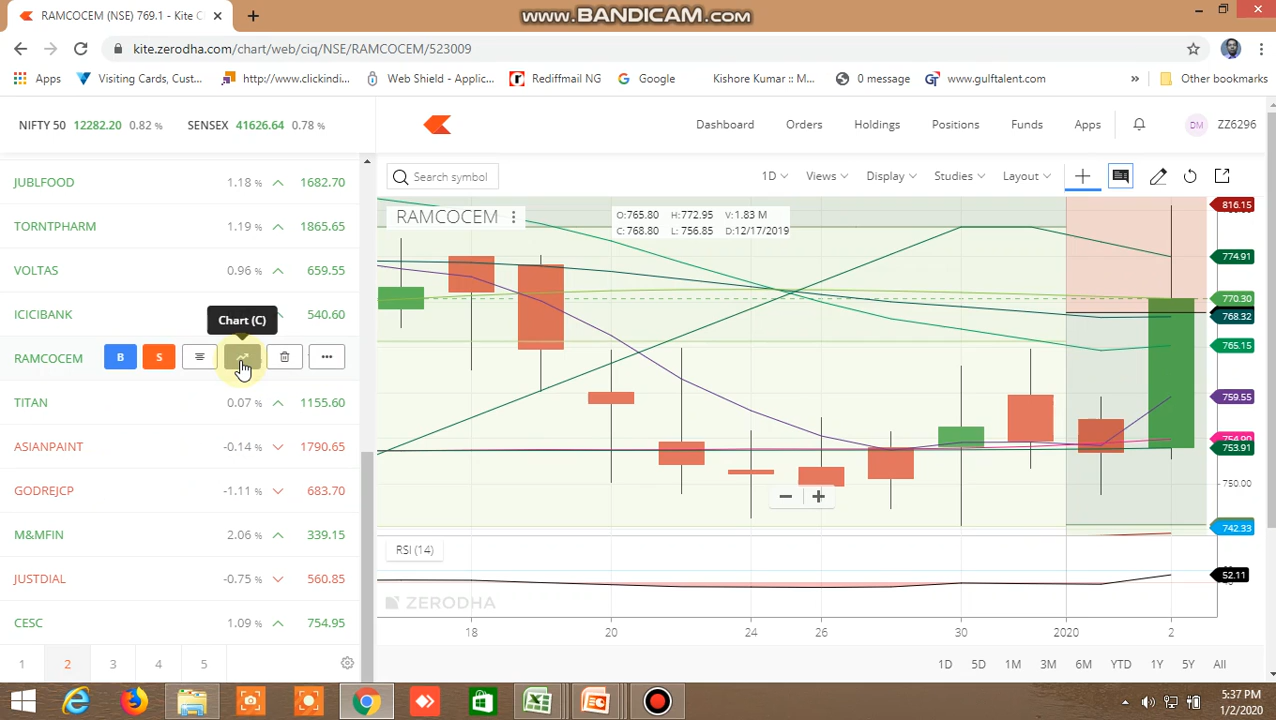 RAMCOCEM (NSE) 769.1 - Kite C
www.BANDICAM.com
kite.zerodha.com/chart/web/ciq/NSE/RAMCOCEM/523009
Apps
Visiting Cards, Cust...
http://www.clickindi...
Web Shield - Applic...
Rediffmail NG
Google
Kishore Kumar :: M...
0 message
www.gulftalent.com
»
Other bookmarks
NIFTY 50 12282.20 0.82 %
SENSEX 41626.64 0.78 %
Dashboard
Orders
Holdings
Positions
Funds
Apps
DM
ZZ6296
JUBLFOOD 1.18 % 1682.70
TORNTPHARM 1.19 % 1865.65
VOLTAS 0.96 % 659.55
ICICIBANK 540.60
Chart (C)
RAMCOCEM B S
TITAN 0.07 % 1155.60
ASIANPAINT -0.14 % 1790.65
GODREJCP -1.11 % 683.70
M&MFIN 2.06 % 339.15
JUSTDIAL -0.75 % 560.85
CESC 1.09 % 754.95
1 2 3 4 5
Search symbol
1D
Views
Display
Studies
Layout
RAMCOCEM
O:765.80 H:772.95 V:1.83 M
C:768.80 L: 756.85 D:12/17/2019
816.15
774.91
770.30
768.32
765.15
759.55
754.90
753.91
750.00
742.33
RSI (14)
52.11
ZERODHA
18 20 24 26 30 2020 2
1D 5D 1M 3M 6M YTD 1Y 5Y All
5:37 PM
1/2/2020